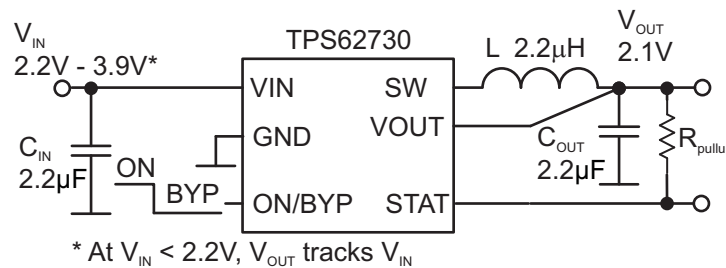 TPS62730
V_IN
2.2V - 3.9V*
C_IN
2.2µF
ON
BYP
VIN
GND
ON/BYP
SW
VOUT
STAT
L 2.2µH
V_OUT
2.1V
C_OUT
2.2µF
R_pullu
* At V_IN < 2.2V, V_OUT tracks V_IN